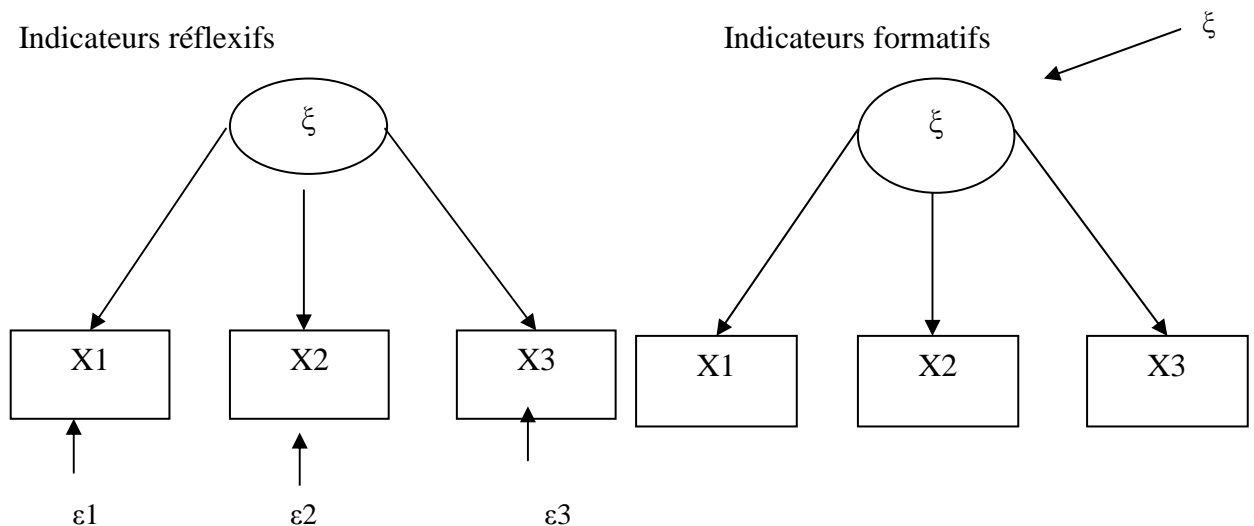 Indicateurs réflexifs
ξ
X1
X2
X3
ε1
ε2
ε3
Indicateurs formatifs
ξ
ξ
X1
X2
X3